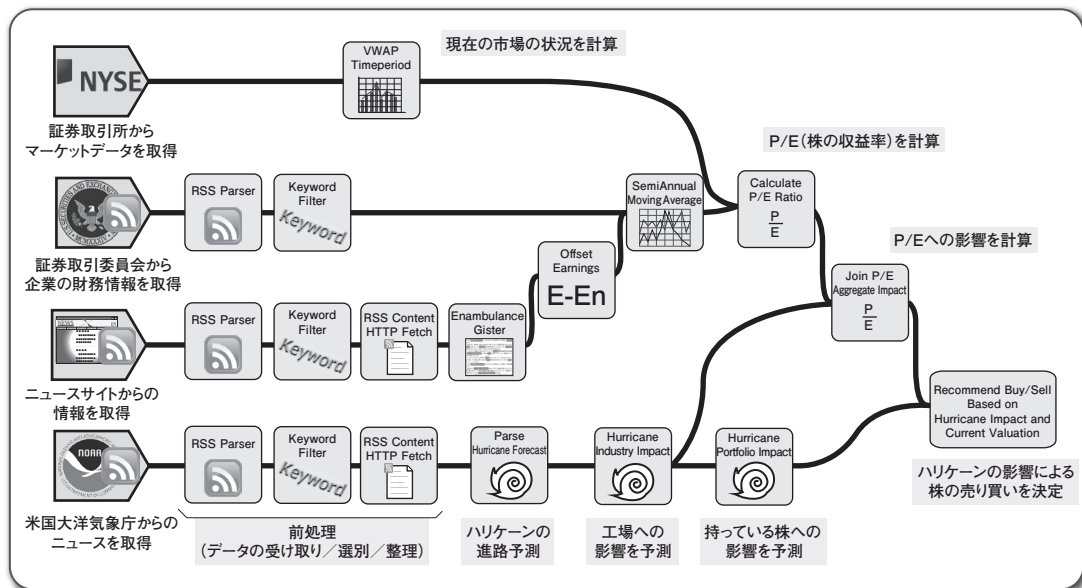 NYSE
証券取引所から
マーケットデータを取得
VWAP
Timeperiod
現在の市場の状況を計算
P/E(株の収益率)を計算
証券取引委員会から
企業の財務情報を取得
RSS Parser
Keyword
Filter
Keyword
SemiAnnual
Moving Average
Calculate
P/E Ratio
P
E
P/Eへの影響を計算
Offset
Earnings
E-En
Join P/E
Aggregate Impact
P
E
NEWS
ニュースサイトからの
情報を取得
RSS Parser
Keyword
Filter
Keyword
RSS Content
HTTP Fetch
Enambulance
Gister
Recommend Buy/Sell
Based on
Hurricane Impact and
Current Valuation
ハリケーンの影響による
株の売り買いを決定
NOAA
米国大洋気象庁からの
ニュースを取得
RSS Parser
Keyword
Filter
Keyword
RSS Content
HTTP Fetch
Parse
Hurricane Forecast
Hurricane
Industry Impact
Hurricane
Portfolio Impact
前処理
(データの受け取り/選別/整理)
ハリケーンの
進路予測
工場への
影響を予測
持っている株への
影響を予測